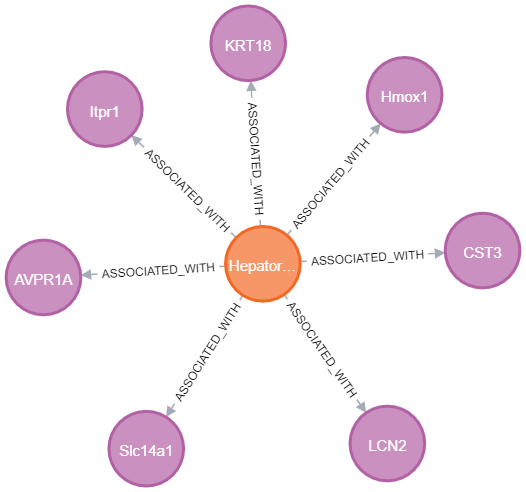 KRT18
Hmox1
Itpr1
ASSOCIATED_WITH
ASSOCIATED_WITH
ASSOCIATED_WITH
CST3
Hepator…
ASSOCIATED_WITH
ASSOCIATED_WITH
AVPR1A
ASSOCIATED_WITH
ASSOCIATED_WITH
LCN2
Slc14a1